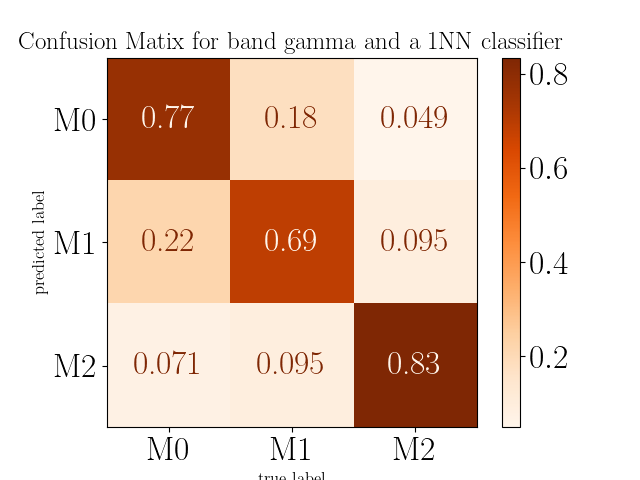 Confusion Matix for band gamma and a 1NN classifier
0.8
M0 0.77 0.18 0.049
0.6
predicted label
M1 0.22 0.69 0.095
0.4
0.2
M2 0.071 0.095 0.83
M0 M1 M2
true label